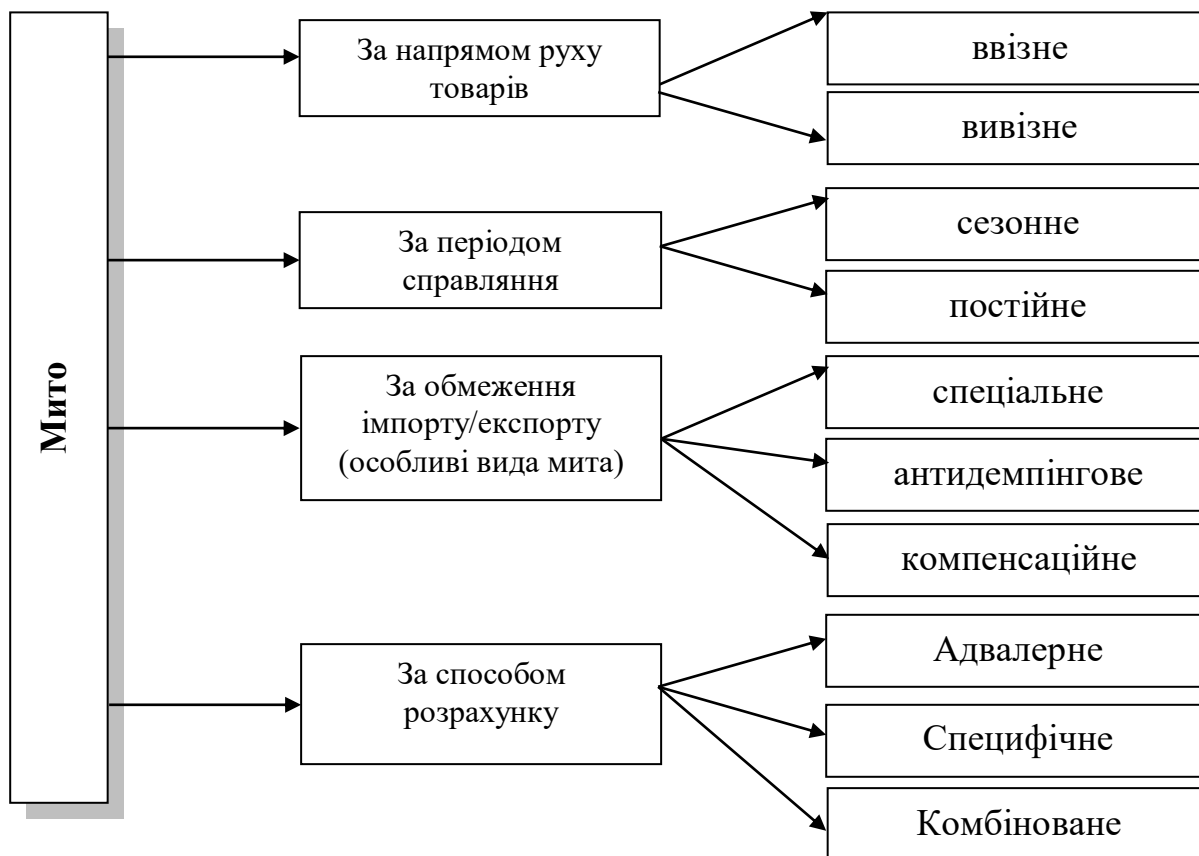 Мито
За напрямом руху
товарів
ввізне
вивізне
За періодом
справляння
сезонне
постійне
За обмеження
імпорту/експорту
(особливі вида мита)
спеціальне
антидемпінгове
компенсаційне
За способом
розрахунку
Адвалерне
Специфічне
Комбіноване